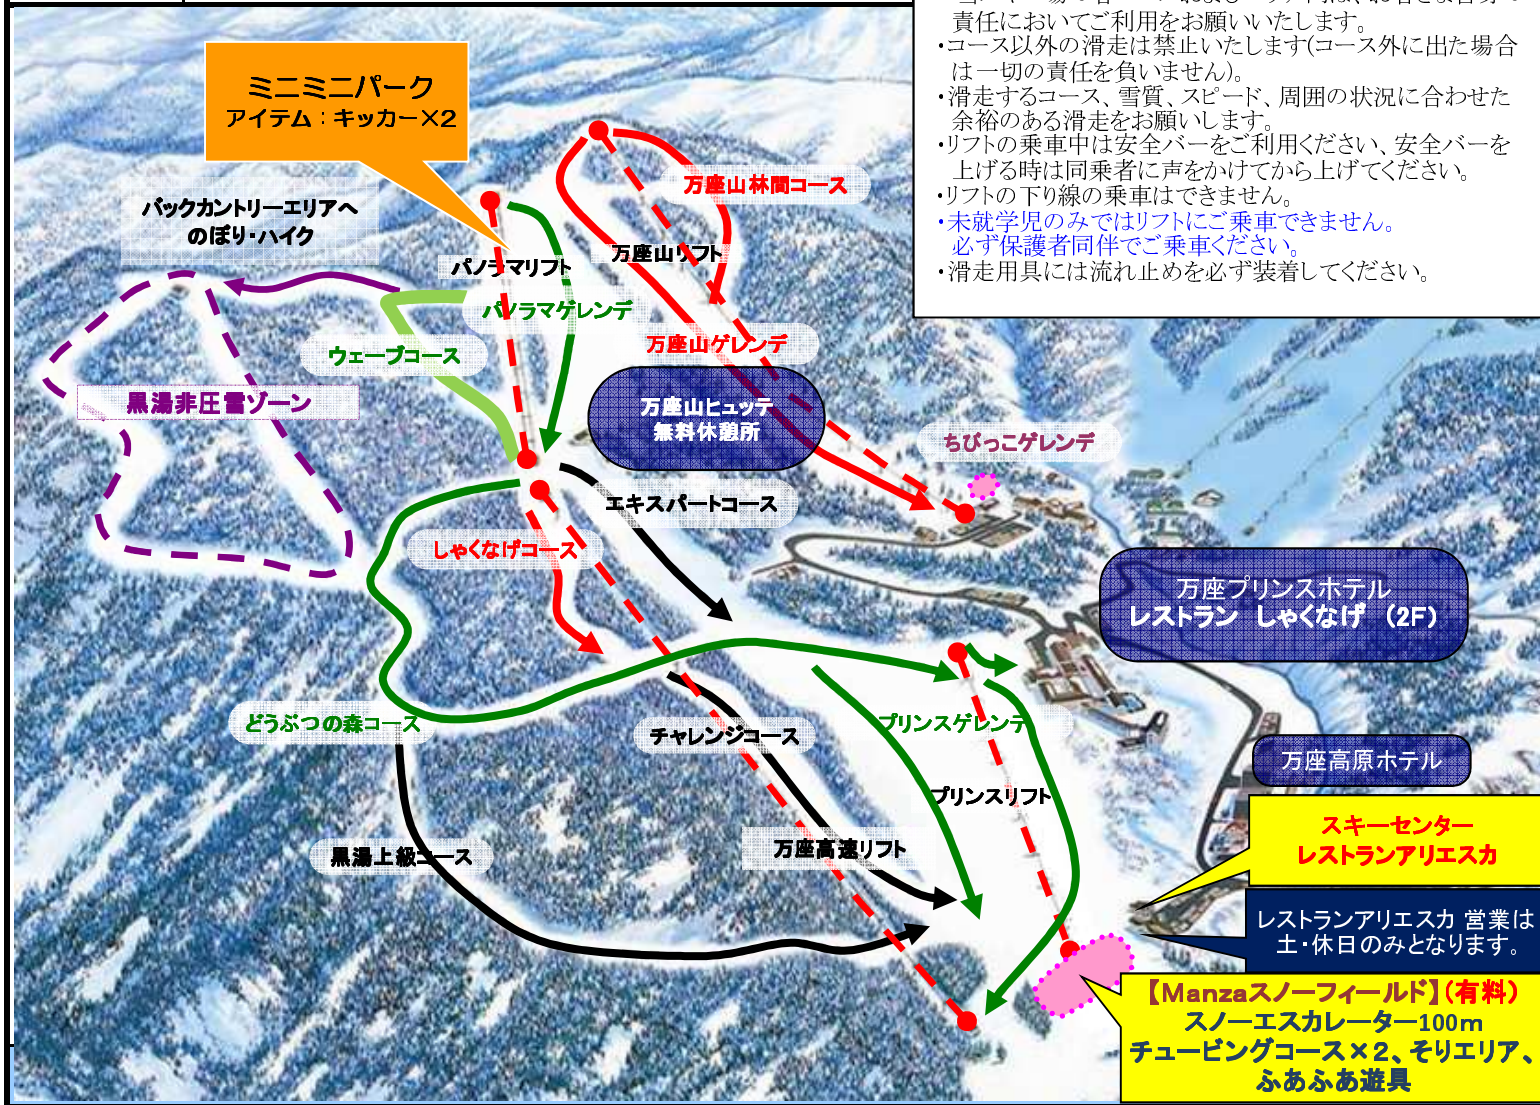 責任においてご利用をお願いいたします。
・コース以外の滑走は禁止いたします(コース外に出た場合
は一切の責任を負いません)。
・滑走するコース、雪質、スピード、周囲の状況に合わせた
余裕のある滑走をお願いします。
・リフトの乗車中は安全バーをご利用ください、安全バーを
上げる時は同乗者に声をかけてから上げてください。
・リフトの下り線の乗車はできません。
・未就学児のみではリフトにご乗車できません。
必ず保護者同伴でご乗車ください。
・滑走用具には流れ止めを必ず装着してください。
ミニミニパーク
アイテム：キッカー×2
万座山林間コース
バックカントリーエリアへ
のぼり・ハイク
パノラマリフト
万座山リフト
パノラマゲレンデ
ウェーブコース
万座山ゲレンデ
黒湯非圧雪ゾーン
万座山ヒュッテ
無料休憩所
ちびっこゲレンデ
エキスパートコース
しゃくなげコース
万座プリンスホテル
レストラン しゃくなげ （2F）
どうぶつの森コース
プリンスゲレンデ
チャレンジコース
万座高原ホテル
プリンスリフト
スキーセンター
レストランアリエスカ
黒湯上級コース
万座高速リフト
レストランアリエスカ 営業は
土・休日のみとなります。
【Manzaスノーフィールド】(有料)
スノーエスカレーター100m
チュービングコース×2、そりエリア、
ふあふあ遊具